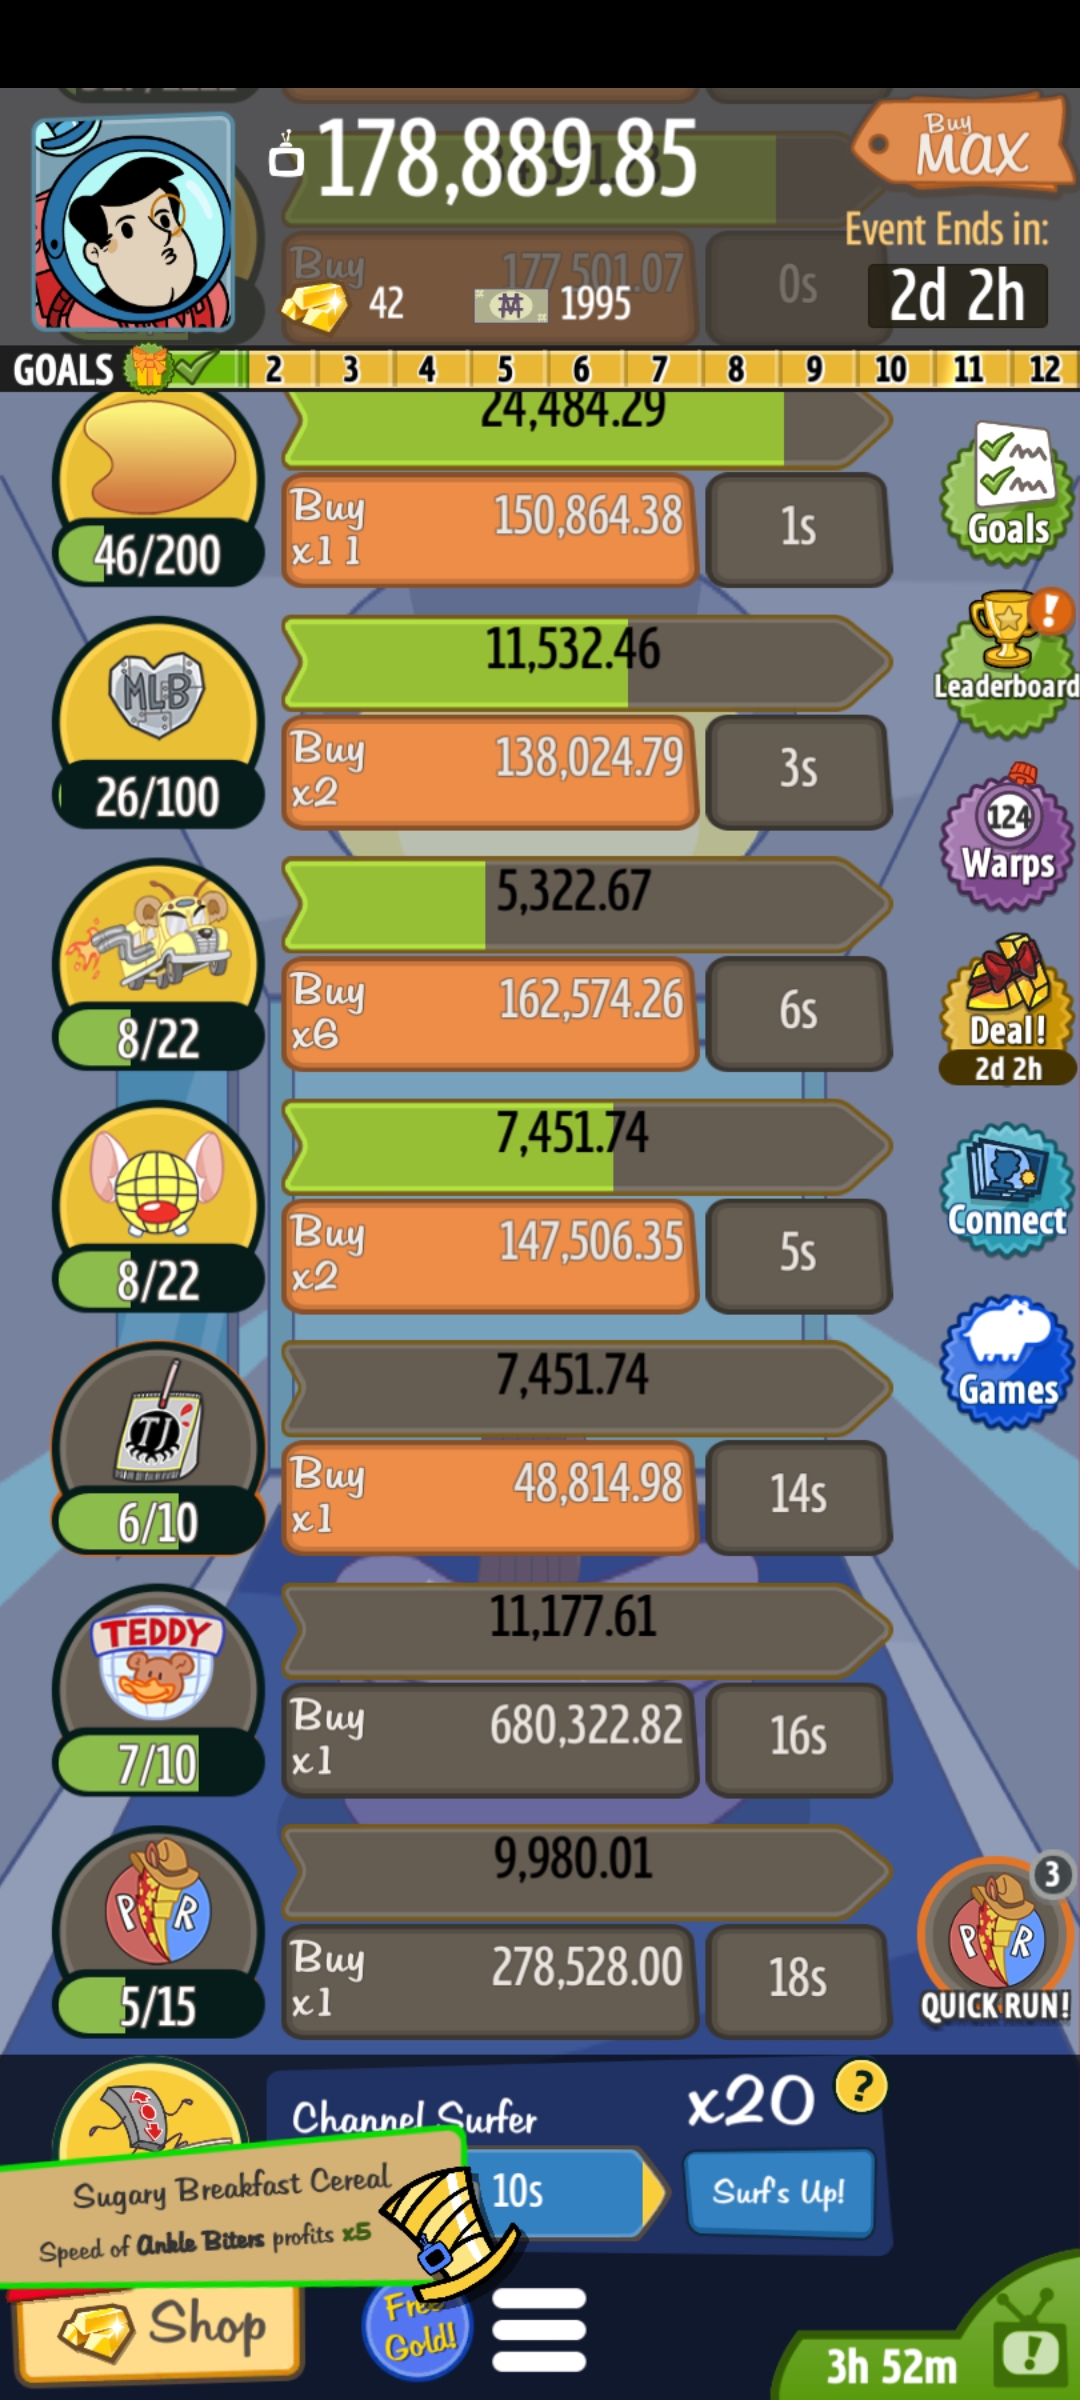 178,889.85
Buy
MAX
Event Ends in:
2d 2h
42
1995
Buy
177,501.07
0s
GOALS
2 3 4 5 6 7 8 9 10 11 12
24,484.29
46/200
Buy
x11
150,864.38
1s
Goals
11,532.46
MLB
26/100
Buy
x2
138,024.79
3s
Leaderboard
5,322.67
8/22
Buy
x6
162,574.26
6s
124
Warps
Deal!
2d 2h
7,451.74
8/22
Buy
x2
147,506.35
5s
Connect
7,451.74
TJ
6/10
Buy
x1
48,814.98
14s
Games
11,177.61
TEDDY
7/10
Buy
x1
680,322.82
16s
9,980.01
P R
5/15
Buy
x1
278,528.00
18s
3
P R
QUICK RUN!
Channel Surfer
x20
?
10s
Surf's Up!
Sugary Breakfast Cereal
Speed of Ankle Biters profits x5
Shop
Free
Gold!
3h 52m